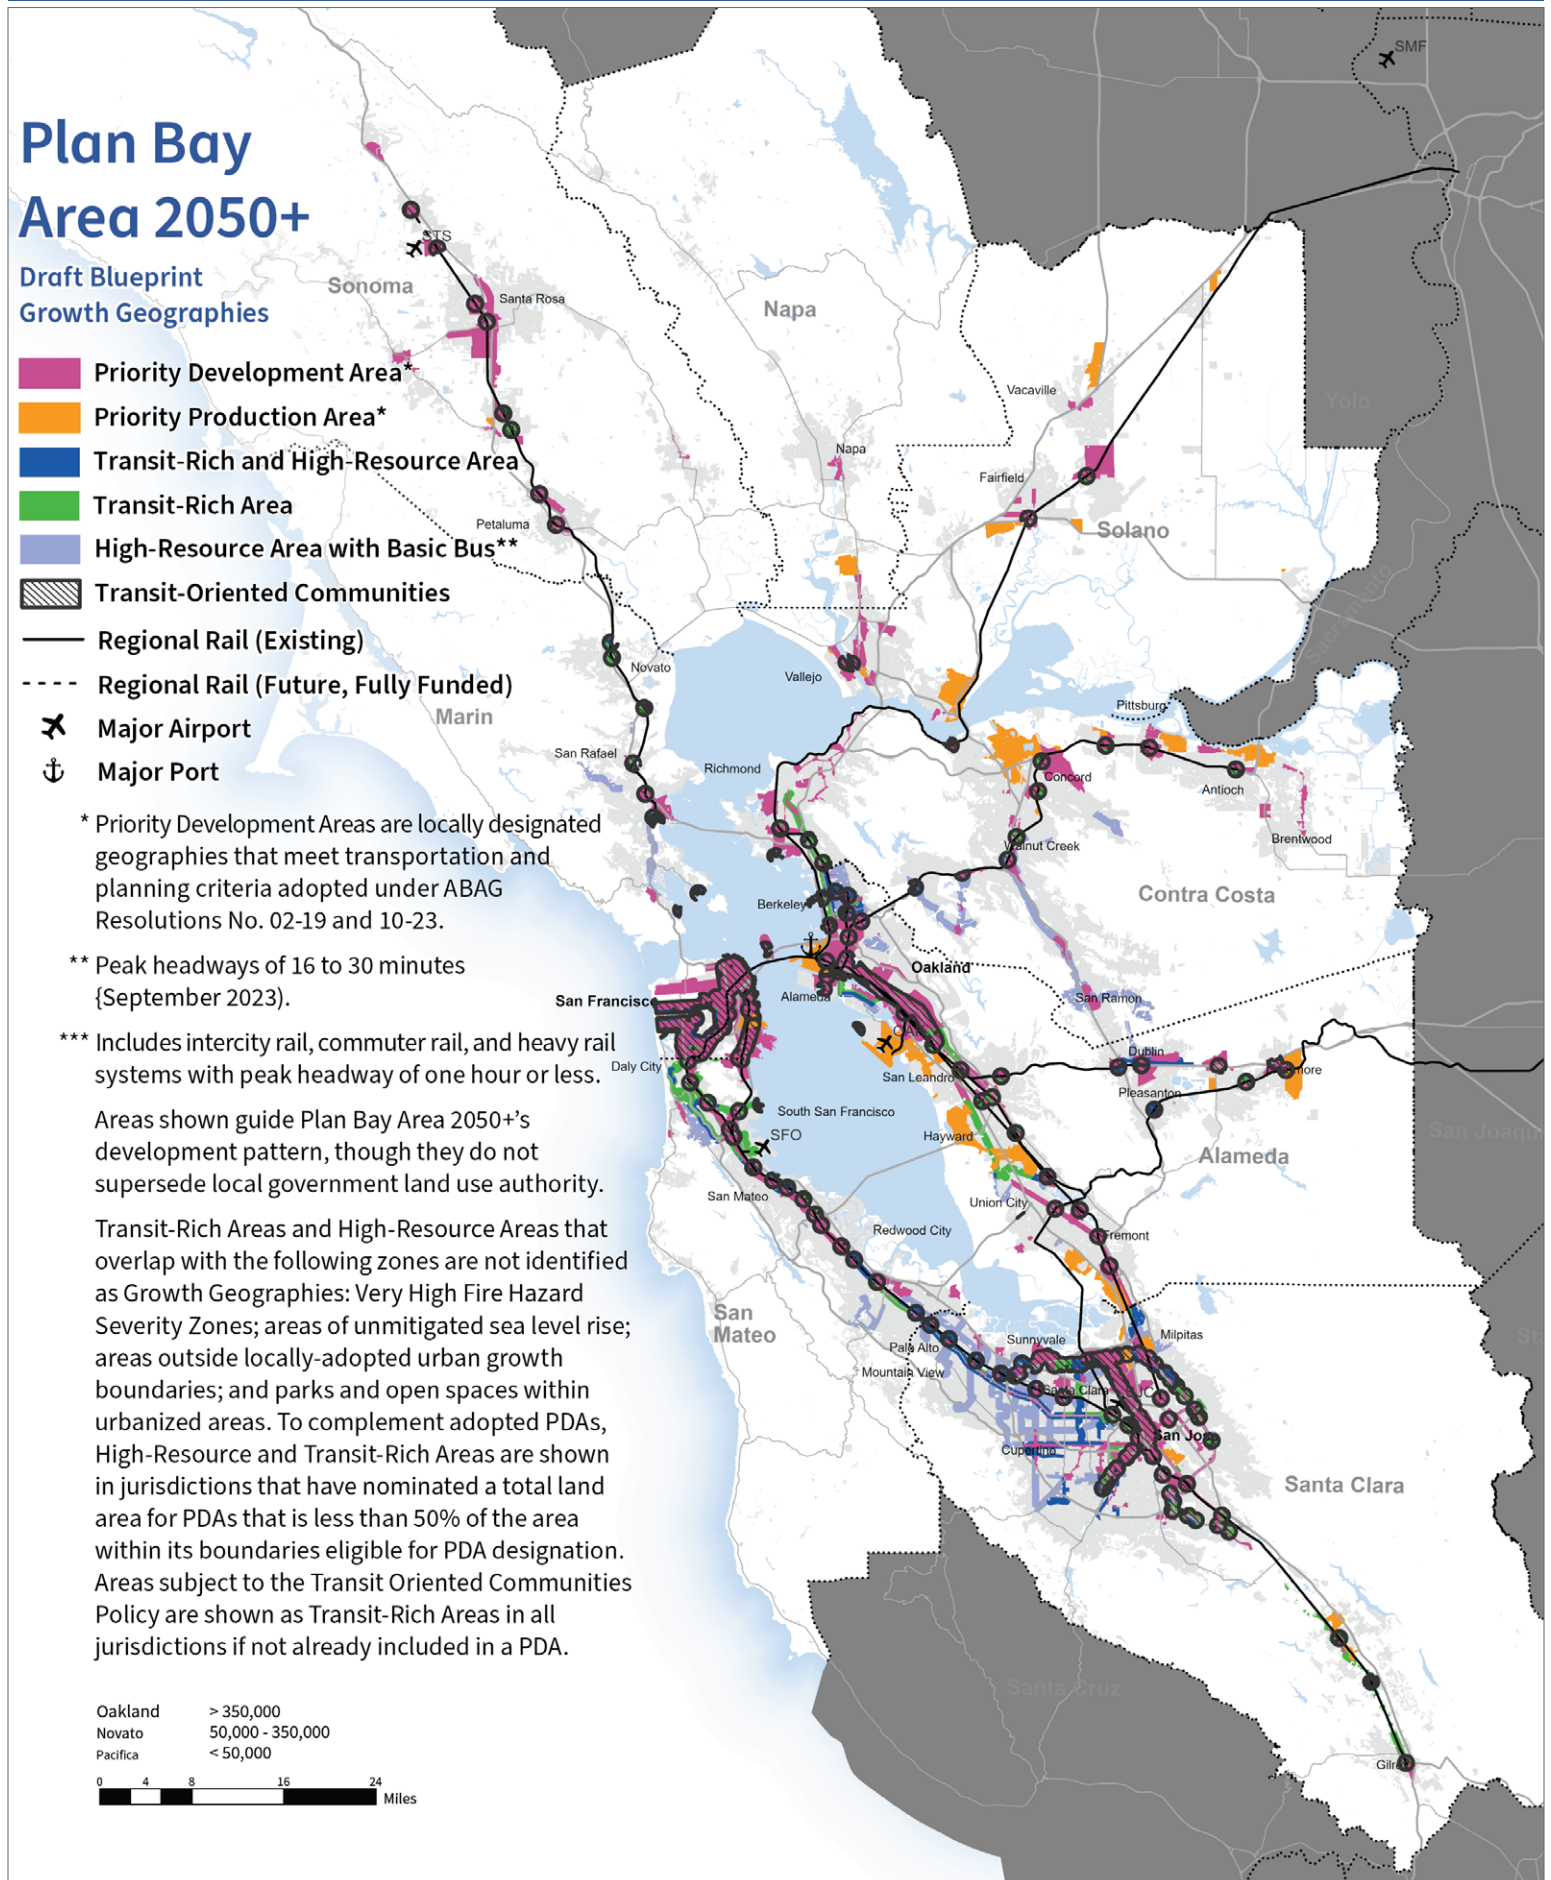 Plan Bay
Area 2050+
Draft Blueprint
Growth Geographies
Priority Development Area*
Priority Production Area*
Transit-Rich and High-Resource Area
Transit-Rich Area
High-Resource Area with Basic Bus**
Transit-Oriented Communities
Regional Rail (Existing)
Regional Rail (Future, Fully Funded)
Major Airport
Major Port
* Priority Development Areas are locally designated
geographies that meet transportation and
planning criteria adopted under ABAG
Resolutions No. 02-19 and 10-23.
** Peak headways of 16 to 30 minutes
{September 2023).
*** Includes intercity rail, commuter rail, and heavy rail
systems with peak headway of one hour or less.
Areas shown guide Plan Bay Area 2050+'s
development pattern, though they do not
supersede local government land use authority.
Transit-Rich Areas and High-Resource Areas that
overlap with the following zones are not identified
as Growth Geographies: Very High Fire Hazard
Severity Zones; areas of unmitigated sea level rise;
areas outside locally-adopted urban growth
boundaries; and parks and open spaces within
urbanized areas. To complement adopted PDAs,
High-Resource and Transit-Rich Areas are shown
in jurisdictions that have nominated a total land
area for PDAs that is less than 50% of the area
within its boundaries eligible for PDA designation.
Areas subject to the Transit Oriented Communities
Policy are shown as Transit-Rich Areas in all
jurisdictions if not already included in a PDA.
Oakland > 350,000
Novato 50,000 - 350,000
Pacifica < 50,000
0 4 8 16 24
Miles
SMF
STS
Sonoma
Santa Rosa
Napa
Vacaville
Yolo
Napa
Fairfield
Solano
Petaluma
Sacramento
Novato
Vallejo
Marin
Pittsburg
San Rafael
Richmond
Concord
Antioch
Brentwood
Walnut Creek
Contra Costa
Berkeley
Oakland
Alameda
San Ramon
San Francisco
Dublin
Daly City
San Leandro
Pleasanton
South San Francisco
SFO
Hayward
San Joaqu
Alameda
San Mateo
Union City
Redwood City
Fremont
San
Mateo
Sunnyvale
Milpitas
Palo Alto
Mountain View
Santa Clara
Cupertino
San Jose
Santa Clara
Santa Cruz
Gilroy